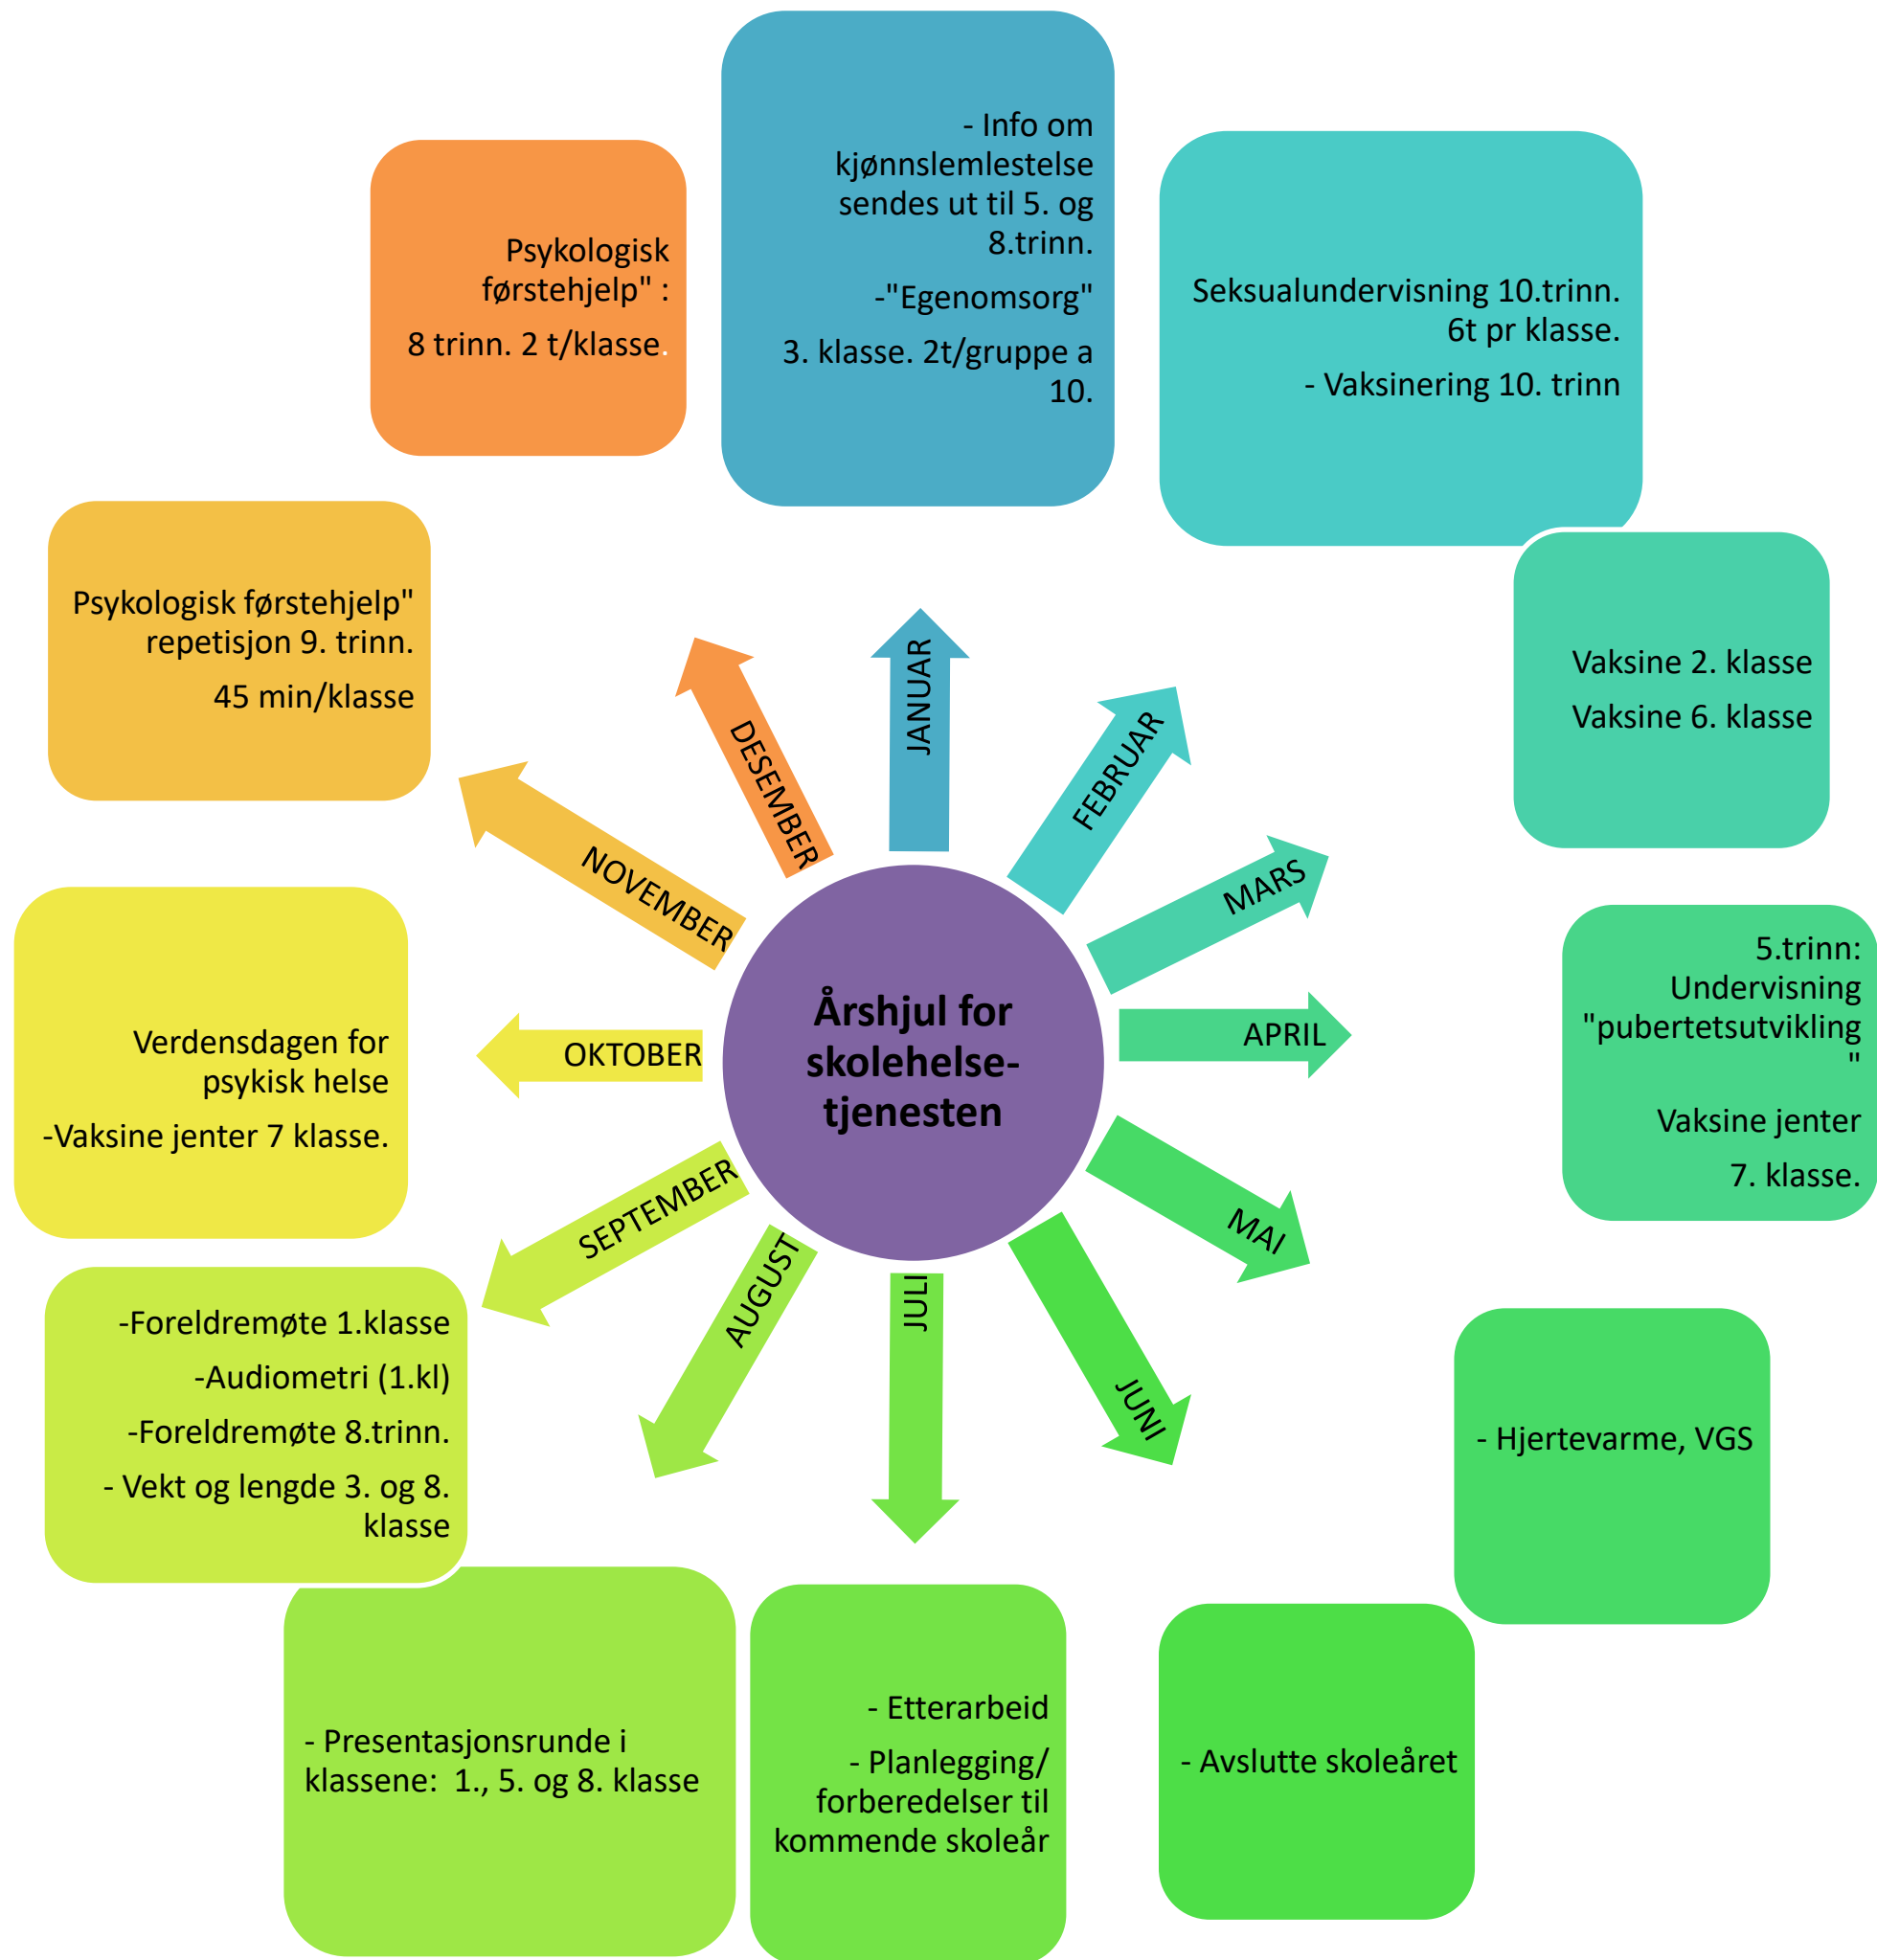 Årshjul for
skolehelse-
tjenesten
JANUAR
- Info om
kjønnslemlestelse
sendes ut til 5. og
8.trinn.
-"Egenomsorg"
3. klasse. 2t/gruppe a
10.
FEBRUAR
Seksualundervisning 10.trinn.
6t pr klasse.
- Vaksinering 10. trinn
MARS
Vaksine 2. klasse
Vaksine 6. klasse
APRIL
5.trinn:
Undervisning
"pubertetsutvikling
"
Vaksine jenter
7. klasse.
MAI
- Hjertevarme, VGS
JUNI
- Avslutte skoleåret
JULI
- Etterarbeid
- Planlegging/
forberedelser til
kommende skoleår
AUGUST
- Presentasjonsrunde i
klassene:  1., 5. og 8. klasse
SEPTEMBER
-Foreldremøte 1.klasse
-Audiometri (1.kl)
-Foreldremøte 8.trinn.
- Vekt og lengde 3. og 8.
klasse
OKTOBER
Verdensdagen for
psykisk helse
-Vaksine jenter 7 klasse.
NOVEMBER
Psykologisk førstehjelp"
repetisjon 9. trinn.
45 min/klasse
DESEMBER
Psykologisk
førstehjelp" :
8 trinn. 2 t/klasse.